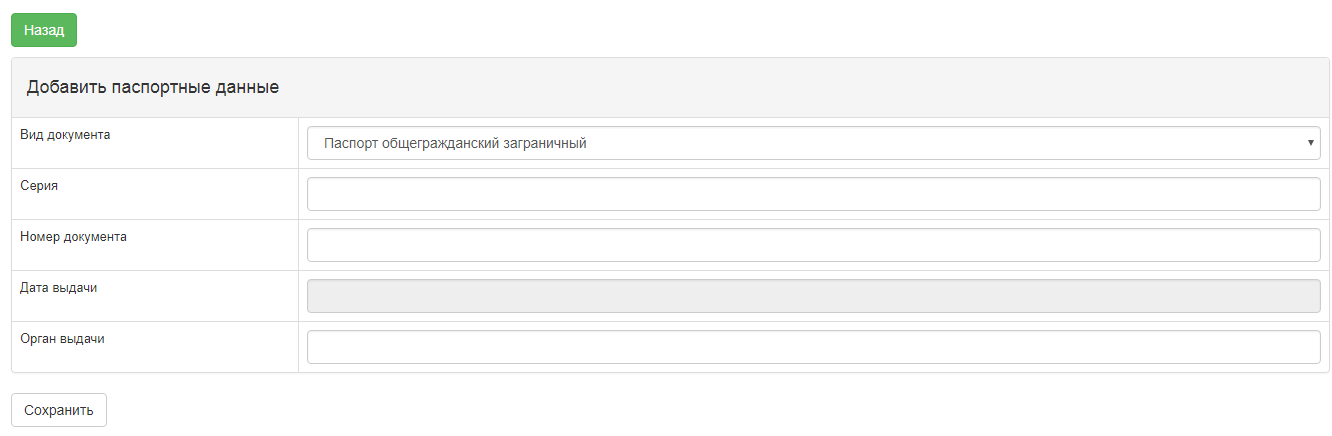 Назад
Добавить паспортные данные
Вид документа
Паспорт общегражданский заграничный
Серия
Номер документа
Дата выдачи
Орган выдачи
Сохранить